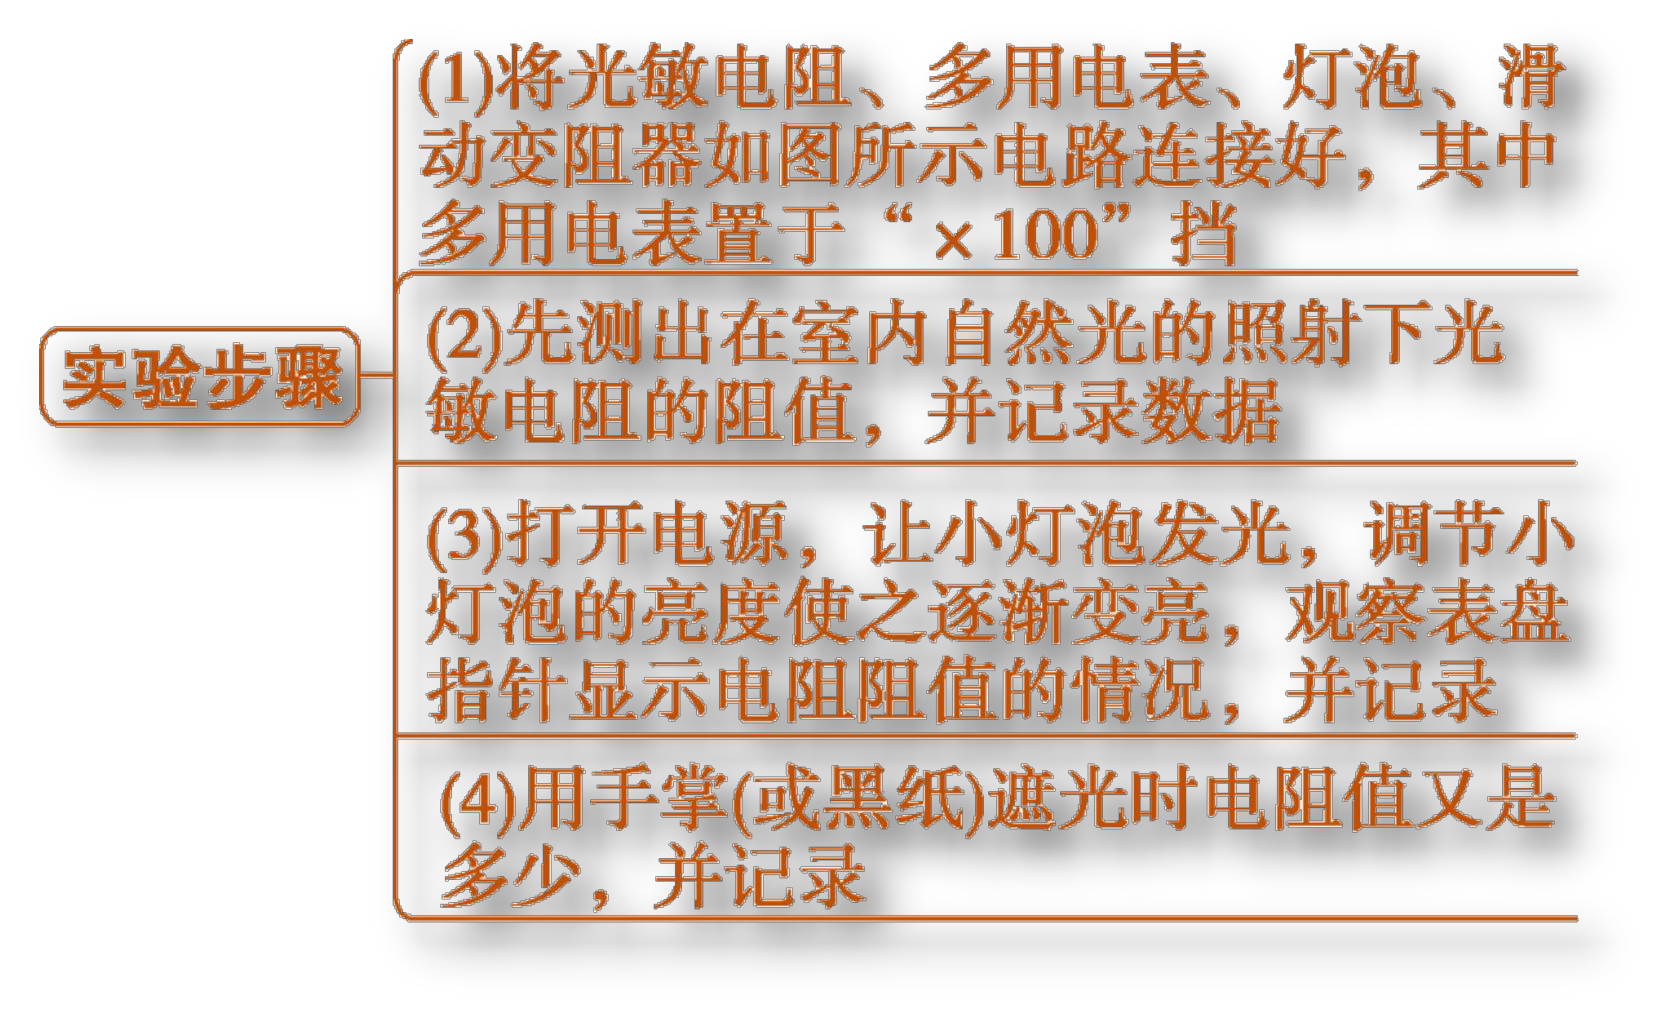 实验步骤
(1)将光敏电阻、多用电表、灯泡、滑
动变阻器如图所示电路连接好，其中
多用电表置于“×100”挡
(2)先测出在室内自然光的照射下光
敏电阻的阻值，并记录数据
(3)打开电源，让小灯泡发光，调节小
灯泡的亮度使之逐渐变亮，观察表盘
指针显示电阻阻值的情况，并记录
(4)用手掌(或黑纸)遮光时电阻值又是
多少，并记录